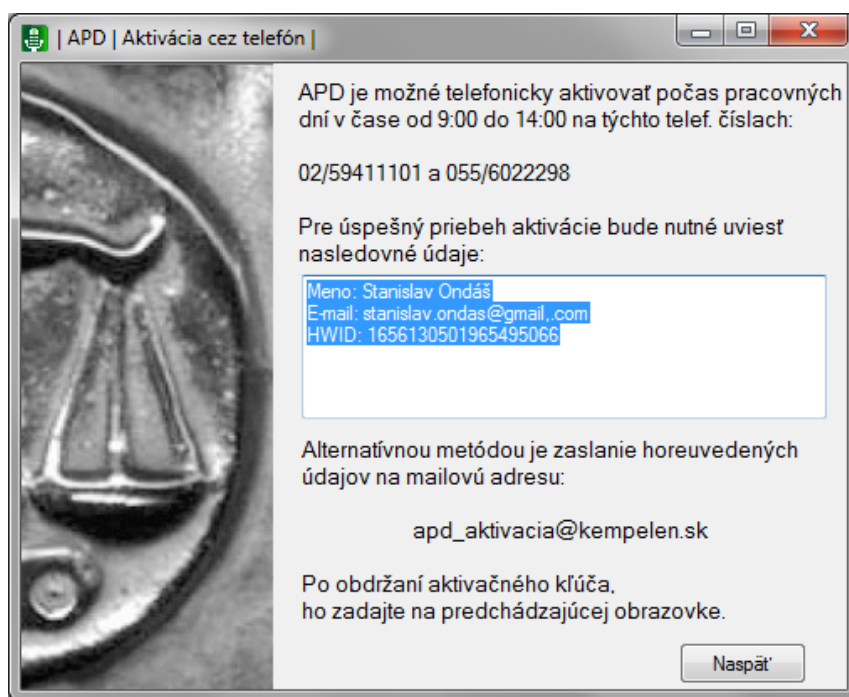 | APD | Aktivácia cez telefón |
APD je možné telefonicky aktivovať počas pracovných
dní v čase od 9:00 do 14:00 na týchto telef. číslach:
02/59411101 a 055/6022298
Pre úspešný priebeh aktivácie bude nutné uviesť
nasledovné údaje:
Meno: Stanislav Ondáš
E-mail: stanislav.ondas@gmail,.com
HWID: 1656130501965495066
Alternatívnou metódou je zaslanie horeuvedených
údajov na mailovú adresu:
apd_aktivacia@kempelen.sk
Po obdržaní aktivačného kľúča,
ho zadajte na predchádzajúcej obrazovke.
Naspäť